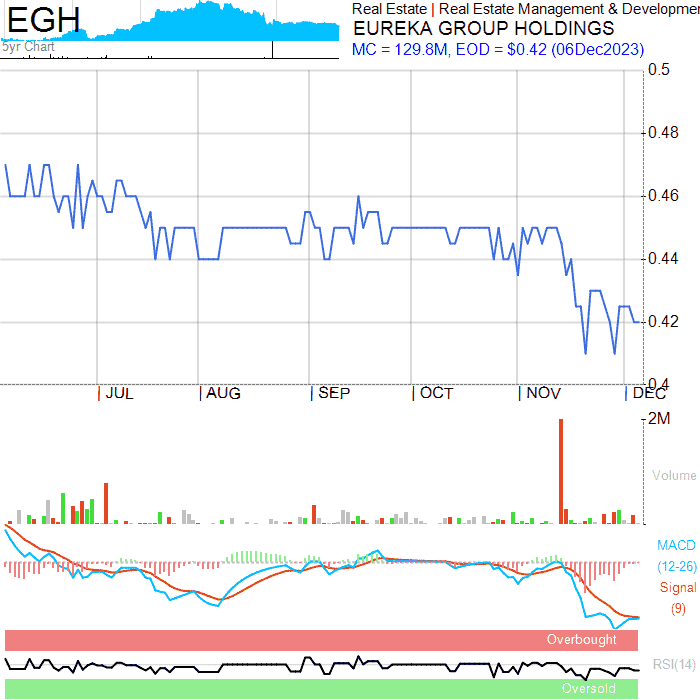 EGH
5yr Chart
Real Estate | Real Estate Management & Developmen
EUREKA GROUP HOLDINGS
MC = 129.8M, EOD = $0.42 (06Dec2023)
0.5
0.48
0.46
0.44
0.42
0.4
JUL AUG SEP OCT NOV DEC
2M
Volume
MACD
(12-26)
Signal
(9)
Overbought
RSI(14)
Oversold